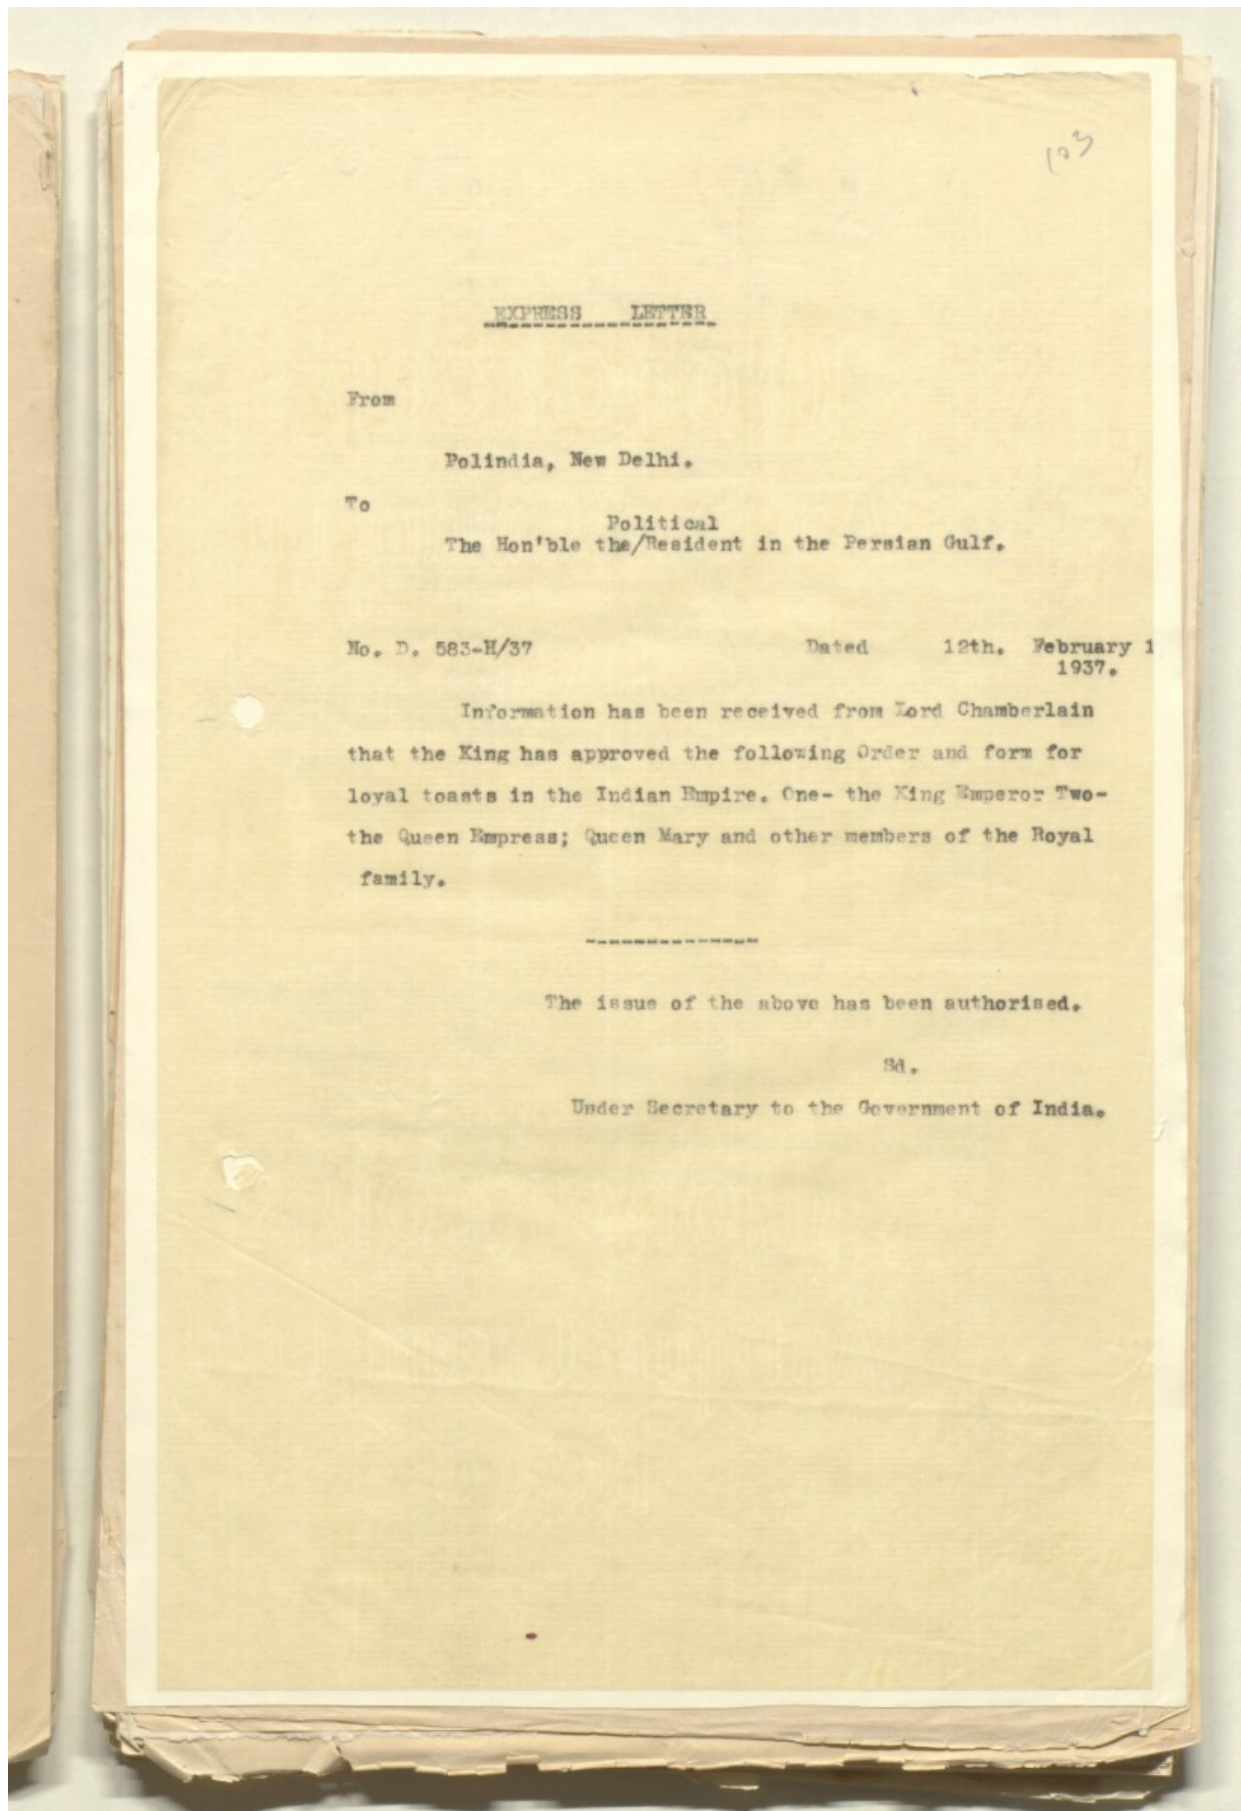 103
EXPRESS LETTER
From
Polindia, New Delhi.
To
Political
The Hon'ble the/Resident in the Persian Gulf.
No. D. 583-H/37 Dated 12th. February 1
1937.
Information has been received from Lord Chamberlain
that the King has approved the following Order and form for
loyal toasts in the Indian Empire. One- the King Emperor Two-
the Queen Empress; Queen Mary and other members of the Royal
family.
---------------
The issue of the above has been authorised.
Sd.
Under Secretary to the Government of India.